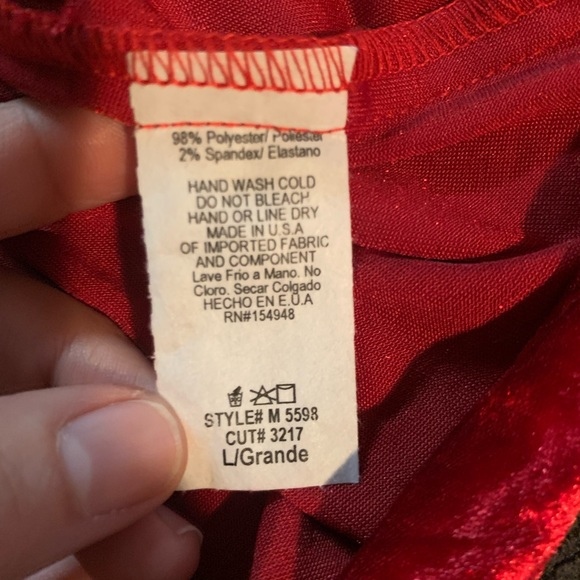 98% Polyester/ Poliester
2% Spandex/ Elastano
HAND WASH COLD
DO NOT BLEACH
HAND OR LINE DRY
MADE IN U.S.A
OF IMPORTED FABRIC
AND COMPONENT
Lave Frio a Mano. No
Cloro. Secar Colgado
HECHO EN E.U.A
RN#154948
STYLE# M 5598
CUT# 3217
L/Grande